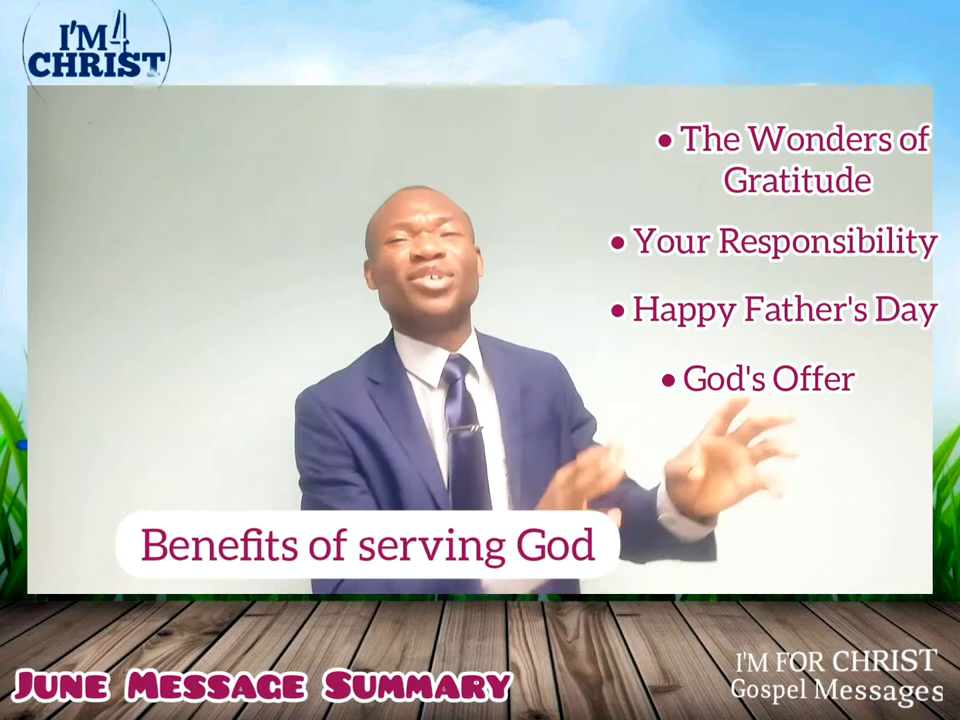 I'M 4
CHRIST
• The Wonders of
Gratitude
• Your Responsibility
• Happy Father's Day
• God's Offer
Benefits of serving God
JUNE MESSAGE SUMMARY
I'M FOR CHRIST
Gospel Messages